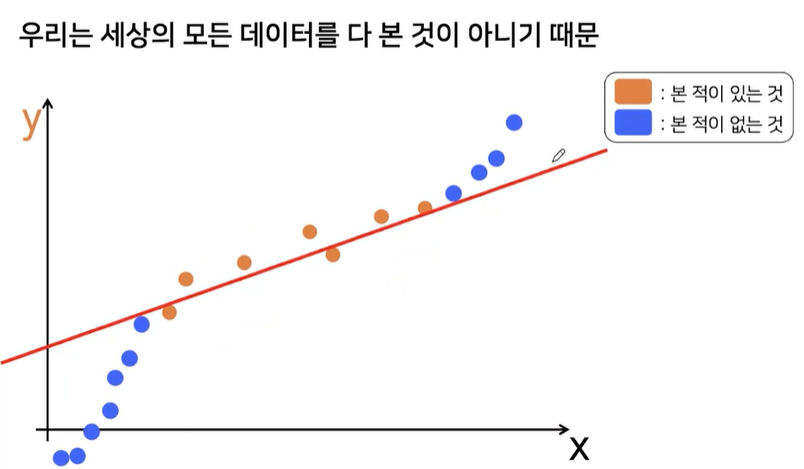 우리는 세상의 모든 데이터를 다 본 것이 아니기 때문
: 본 적이 있는 것
: 본 적이 없는 것
y
x